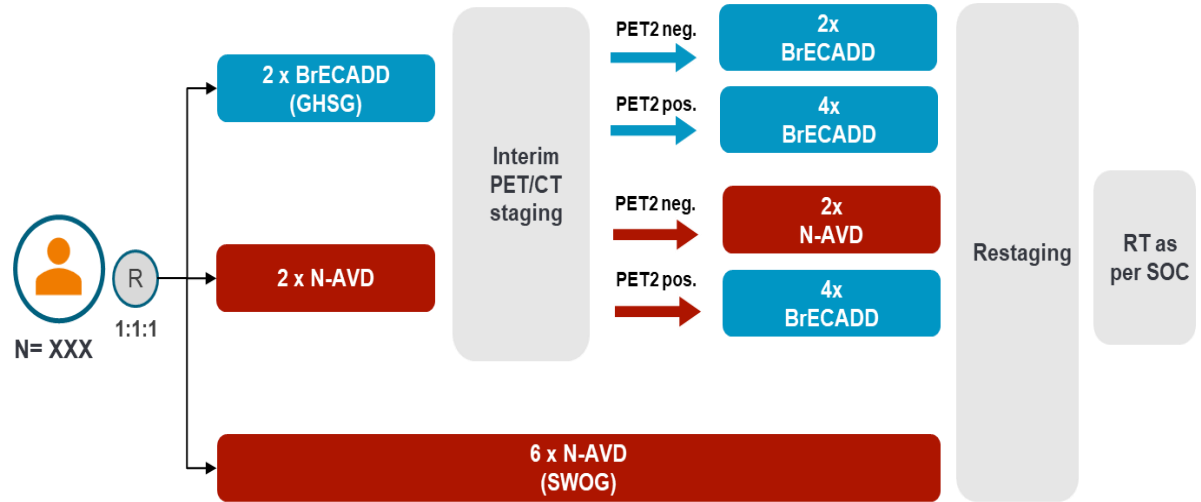 2 x BrECADD
(GHSG)
PET2 neg.
2x
BrECADD
PET2 pos.
4x
BrECADD
Interim
PET/CT
staging
N= XXX
R
1:1:1
2 x N-AVD
PET2 neg.
2x
N-AVD
PET2 pos.
4x
BrECADD
6 x N-AVD
(SWOG)
Restaging
RT as
per SOC